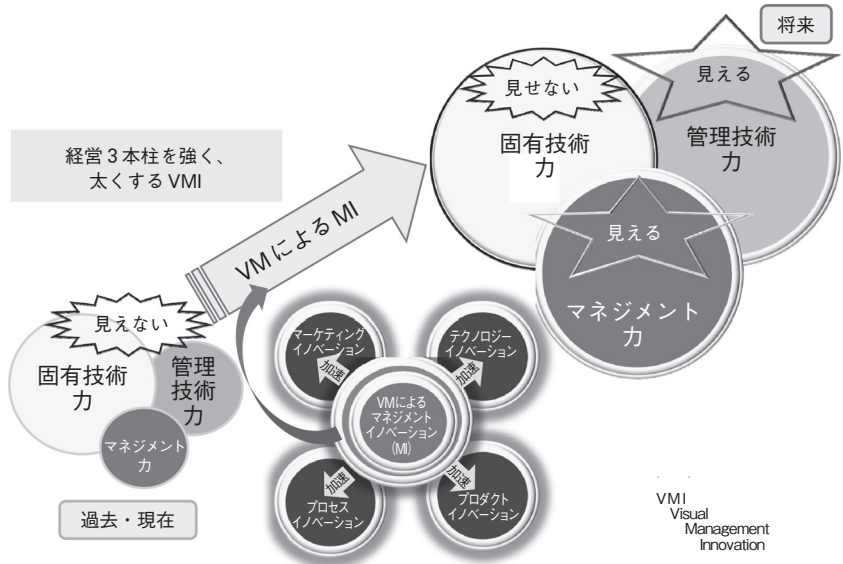 将来
見せない
見える
固有技術
力
管理技術
力
経営3本柱を強く、
太くするVMI
VMによるMI
見える
マネジメント
力
見えない
固有技術
力
管理
技術
力
マネジメント
力
過去・現在
マーケティング
イノベーション
テクノロジー
イノベーション
加速
加速
VMによる
マネジメント
イノベーション
(MI)
加速
加速
プロセス
イノベーション
プロダクト
イノベーション
VMI
Visual
Management
Innovation